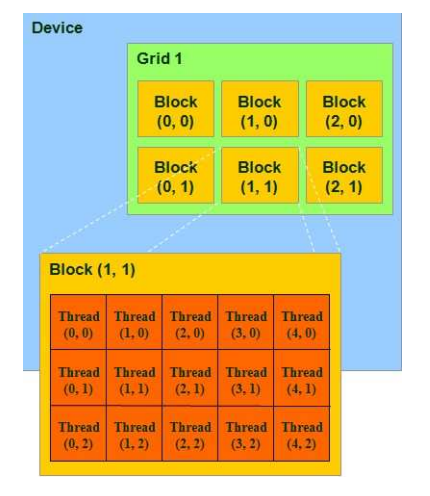 Device
Grid 1
Block Block Block
(0, 0) (1, 0) (2, 0)
Block Block Block
(0, 1) (1, 1) (2, 1)
Block (1, 1)
Thread Thread Thread Thread Thread
(0, 0) (1, 0) (2, 0) (3, 0) (4, 0)
Thread Thread Thread Thread Thread
(0, 1) (1, 1) (2, 1) (3, 1) (4, 1)
Thread Thread Thread Thread Thread
(0, 2) (1, 2) (2, 2) (3, 2) (4, 2)